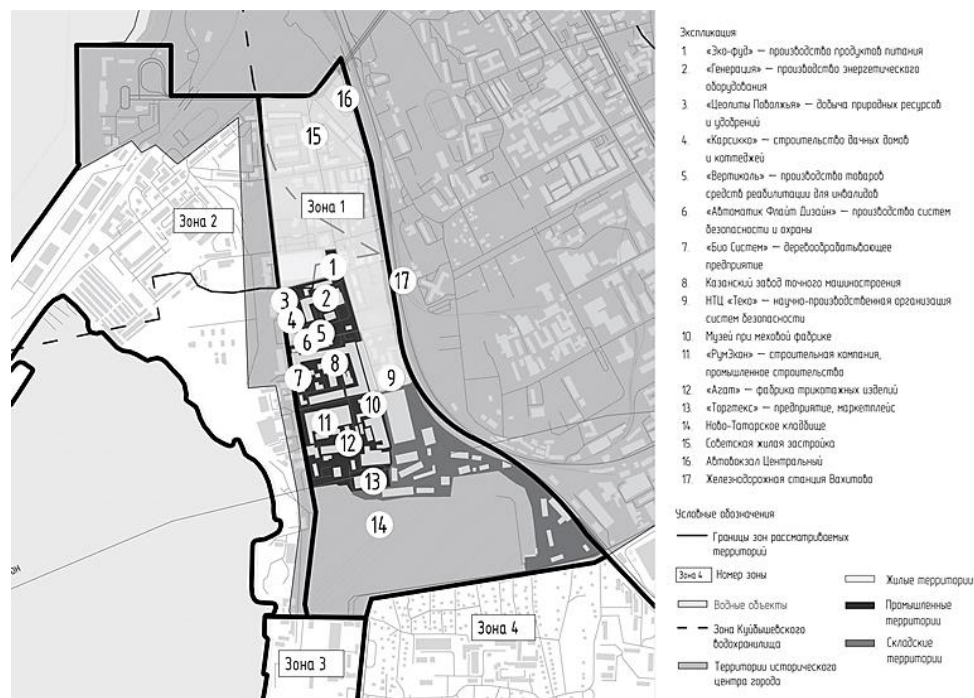 16
15
Зона 1
Зона 2
1
17
3
2
4
5
6
8
7
9
10
11
12
13
14
Зона 4
Зона 3
он
Экспликация
1 «Эко-фуд» — производство продуктов питания
2. «Генерация» — производство энергетического
оборудования
3. «Цеолиты Поволжья» — добыча природных ресурсов
и удобрений
4. «Карсикко» — строительство дачных домов
и коттеджей
5. «Вертикаль» — производство товаров
средств реабилитации для инвалидов
6 «Автоматик Флайт Дизайн» — производство систем
безопасности и охраны
7. «Био Систем» — деревообрабатывающее
предприятие
8 Казанский завод точного машиностроения
9 НТЦ «Теко» — научно-производственная организация
систем безопасности
10. Музей при меховой фабрике
11 «РумЭкан» — строительная компания,
промышленное строительство
12 «Агат» — фабрика трикотажных изделий
13 «Торгтекс» — предприятие, маркетплейс
14. Ново-Татарское кладбище
15. Советская жилая застройка
16. Автовокзал Центральный
17. Железнодорожная станция Вахитово
Условные обозначения
Границы зон рассматриваемых
территорий
Зона 4 Номер зоны
Водные объекты
Зона Куйбышевского
водохранилища
Территории исторического
центра города
Жилые территории
Промышленные
территории
Складские
территории